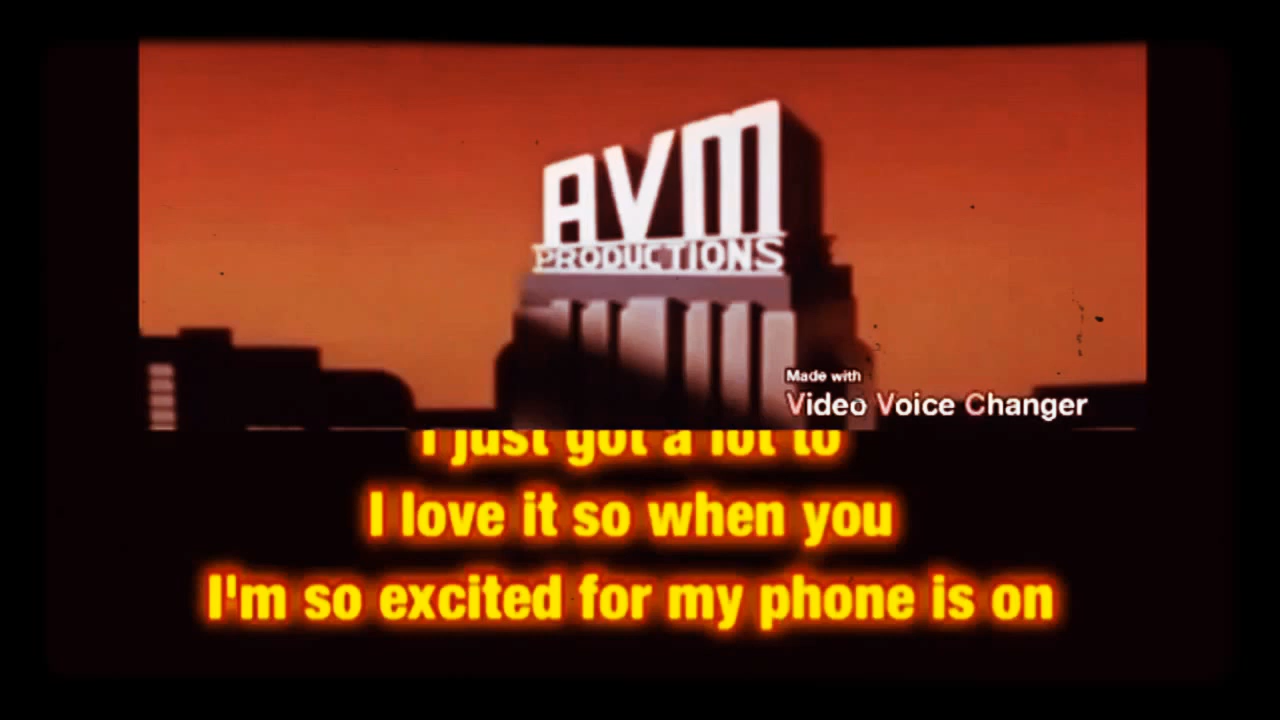 AVM
PRODUCTIONS
Made with
Video Voice Changer
I just got a lot to
I love it so when you
I'm so excited for my phone is on